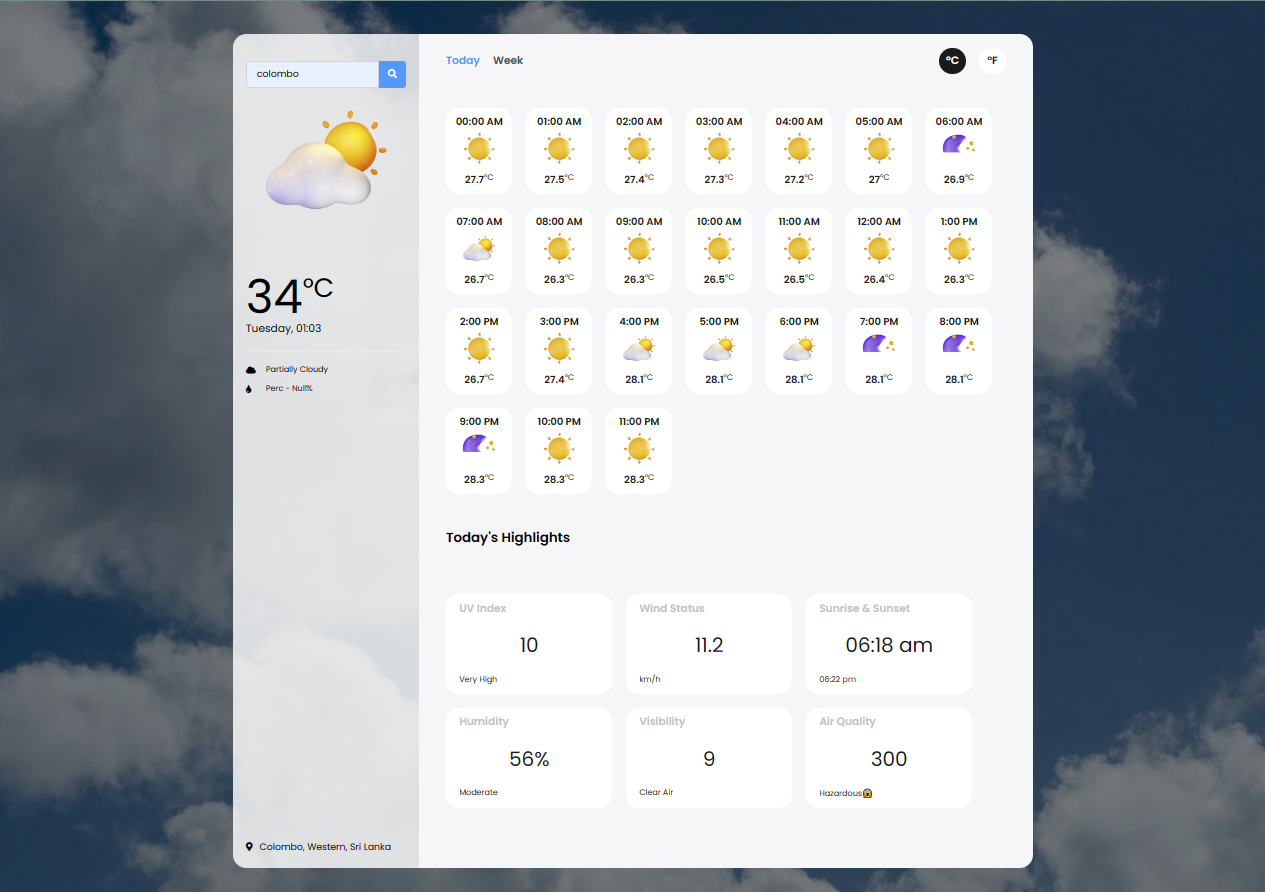 colombo
34°C
Tuesday, 01:03
Partially Cloudy
Perc - Null%
Colombo, Western, Sri Lanka
Today Week °C °F
00:00 AM 01:00 AM 02:00 AM 03:00 AM 04:00 AM 05:00 AM 06:00 AM
27.7°C 27.5°C 27.4°C 27.3°C 27.2°C 27°C 26.9°C
07:00 AM 08:00 AM 09:00 AM 10:00 AM 11:00 AM 12:00 AM 1:00 PM
26.7°C 26.3°C 26.3°C 26.5°C 26.5°C 26.4°C 26.3°C
2:00 PM 3:00 PM 4:00 PM 5:00 PM 6:00 PM 7:00 PM 8:00 PM
26.7°C 27.4°C 28.1°C 28.1°C 28.1°C 28.1°C 28.1°C
9:00 PM 10:00 PM 11:00 PM
28.3°C 28.3°C 28.3°C
Today's Highlights
UV Index Wind Status Sunrise & Sunset
10 11.2 06:18 am
Very High km/h 06:22 pm
Humidity Visibility Air Quality
56% 9 300
Moderate Clear Air Hazardous😱